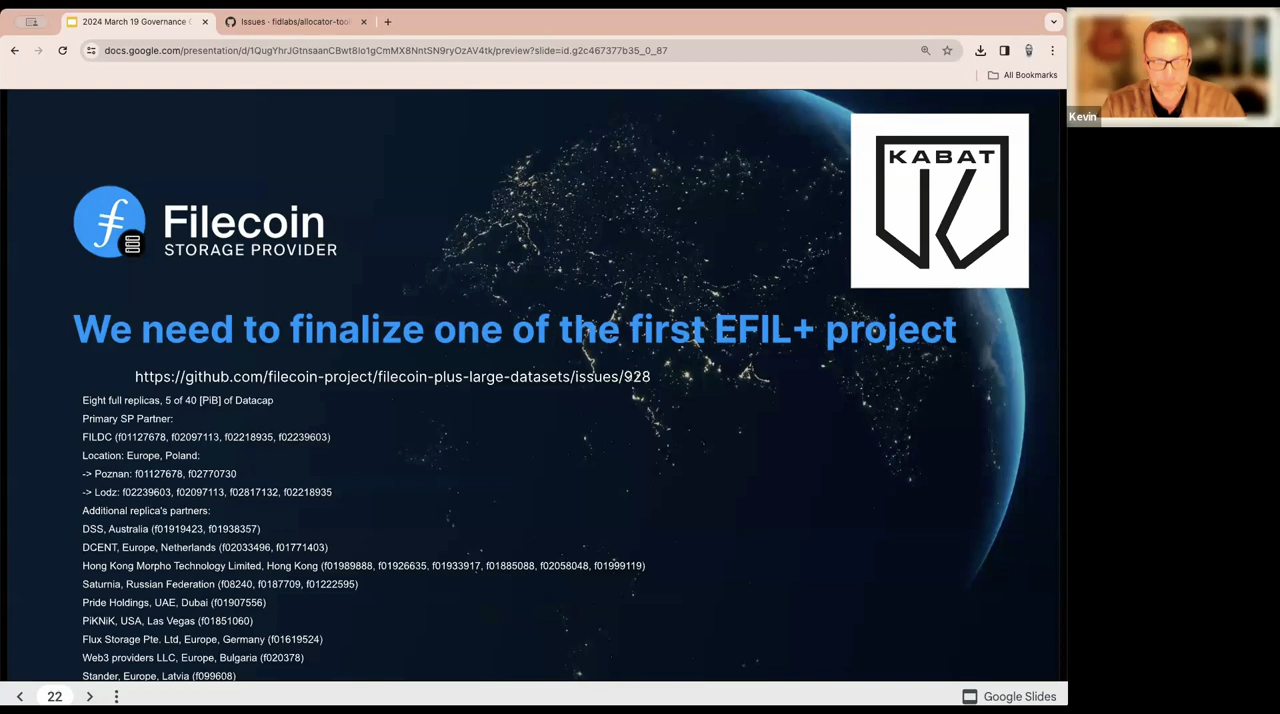 2024 March 19 Governance C
Issues · fidlabs/allocator-tool
docs.google.com/presentation/d/1QugYhrJGtnsaanCBwt8Io1gCmMX8NntSN9ryOzAV4tk/preview?slide=id.g2c467377b35_0_87
All Bookmarks
Kevin
KABAT
Filecoin
STORAGE PROVIDER
We need to finalize one of the first EFIL+ project
https://github.com/filecoin-project/filecoin-plus-large-datasets/issues/928
Eight full replicas, 5 of 40 [PiB] of Datacap
Primary SP Partner:
FILDC (f01127678, f02097113, f02218935, f02239603)
Location: Europe, Poland:
-> Poznan: f01127678, f02770730
-> Lodz: f02239603, f02097113, f02817132, f02218935
Additional replica's partners:
DSS, Australia (f01919423, f01938357)
DCENT, Europe, Netherlands (f02033496, f01771403)
Hong Kong Morpho Technology Limited, Hong Kong (f01989888, f01926635, f01933917, f01885088, f02058048, f01999119)
Saturnia, Russian Federation (f08240, f0187709, f01222595)
Pride Holdings, UAE, Dubai (f01907556)
PiKNiK, USA, Las Vegas (f01851060)
Flux Storage Pte. Ltd, Europe, Germany (f01619524)
Web3 providers LLC, Europe, Bulgaria (f020378)
Stander, Europe, Latvia (f099608)
22
Google Slides